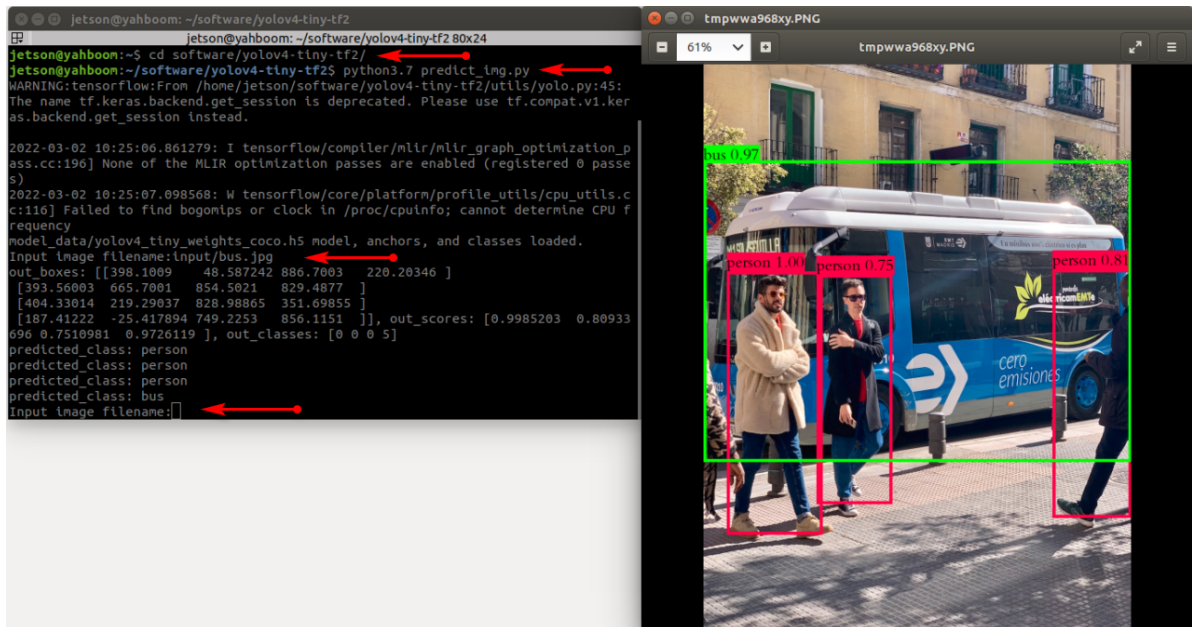 jetson@yahboom: ~/software/yolov4-tiny-tf2
jetson@yahboom: ~/software/yolov4-tiny-tf2 80x24
jetson@yahboom:~$ cd software/yolov4-tiny-tf2/
jetson@yahboom:~/software/yolov4-tiny-tf2$ python3.7 predict_img.py
WARNING:tensorflow:From /home/jetson/software/yolov4-tiny-tf2/utils/yolo.py:45:
The name tf.keras.backend.get_session is deprecated. Please use tf.compat.v1.ker
as.backend.get_session instead.
2022-03-02 10:25:06.861279: I tensorflow/compiler/mlir/mlir_graph_optimization_p
ass.cc:196] None of the MLIR optimization passes are enabled (registered 0 passe
s)
2022-03-02 10:25:07.098568: W tensorflow/core/platform/profile_utils/cpu_utils.c
c:116] Failed to find bogomips or clock in /proc/cpuinfo; cannot determine CPU f
requency
model_data/yolov4_tiny_weights_coco.h5 model, anchors, and classes loaded.
Input image filename:input/bus.jpg
out_boxes: [[398.1009 48.587242 886.7003 220.20346 ]
[393.56003 665.7001 854.5021 829.4877 ]
[404.33014 219.29037 828.98865 351.69855 ]
[187.41222 -25.417894 749.2253 856.1151 ]], out_scores: [0.9985203 0.80933
696 0.7510981 0.9726119 ], out_classes: [0 0 0 5]
predicted_class: person
predicted_class: person
predicted_class: person
predicted_class: bus
Input image filename:
tmpwwa968xy.PNG
61%
tmpwwa968xy.PNG
bus 0.97
person 1.00
person 0.75
person 0.81
eléctricamEMTe
cero
emisiones